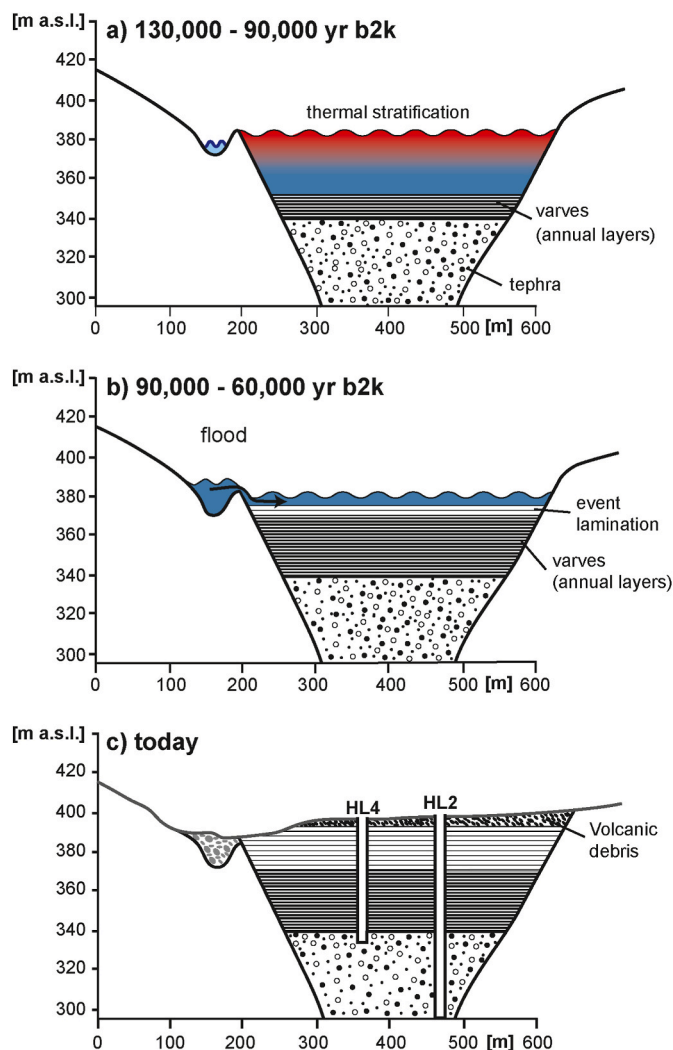 [m a.s.l.]
a) 130,000 - 90,000 yr b2k
420
400
thermal stratification
380
360
varves
(annual layers)
340
320
tephra
300
0 100 200 300 400 500 [m] 600
[m a.s.l.]
b) 90,000 - 60,000 yr b2k
420
flood
400
380
event
lamination
360
varves
(annual layers)
340
320
300
0 100 200 300 400 500 [m] 600
[m a.s.l.]
c) today
420
400
HL4 HL2
Volcanic
debris
380
360
340
320
300
0 100 200 300 400 500 [m] 600